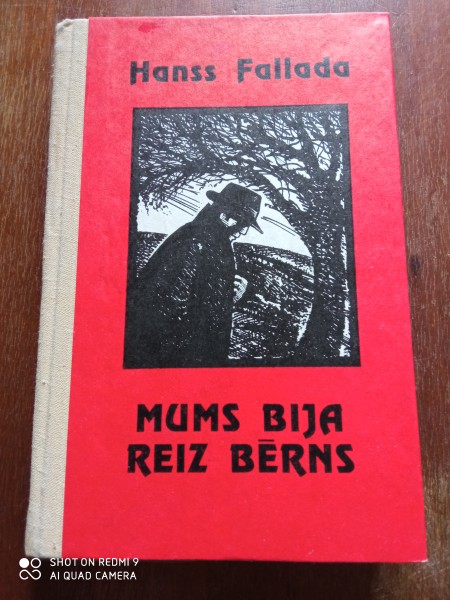 Hanss Fallada
MUMS BIJA
REIZ BĒRNS
SHOT ON REDMI 9
AI QUAD CAMERA